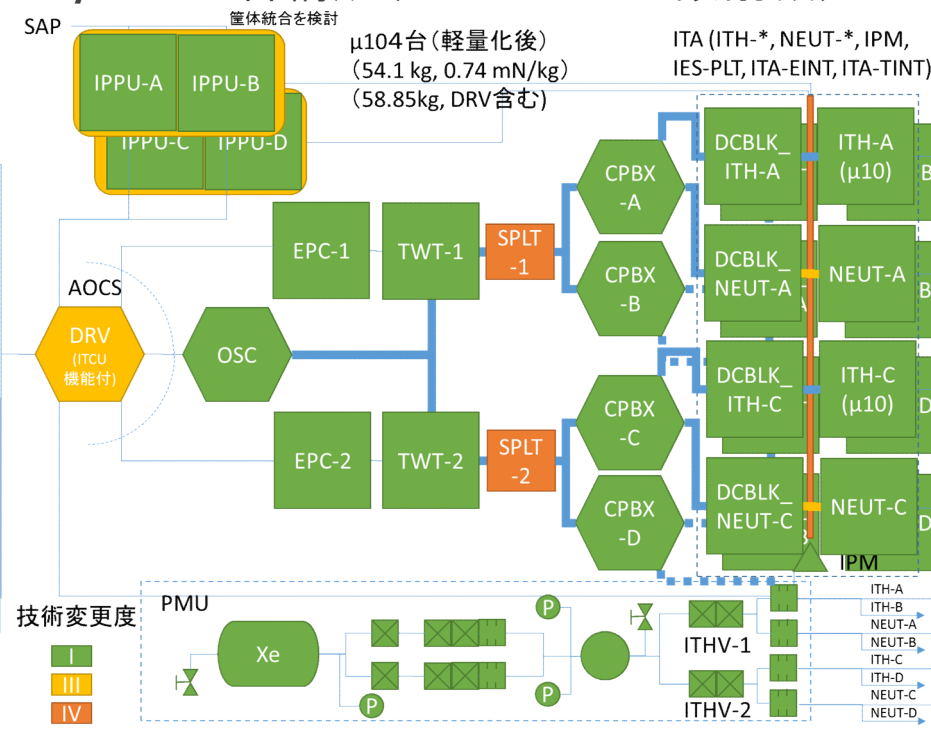 筐体統合を検討
SAP
IPPU-A
IPPU-B
IPPU-C
IPPU-D
μ10 4台（軽量化後）
（54.1 kg, 0.74 mN/kg）
（58.85kg, DRV含む)
ITA (ITH-*, NEUT-*, IPM,
IES-PLT, ITA-EINT, ITA-TINT)
CPBX
-A
DCBLK_
ITH-A
ITH-A
(μ10)
B
EPC-1
TWT-1
SPLT
-1
CPBX
-B
DCBLK_
NEUT-A
NEUT-A
A
B
AOCS
DRV
(ITCU
機能付)
OSC
CPBX
-C
DCBLK_
ITH-C
ITH-C
(μ10)
D
EPC-2
TWT-2
SPLT
-2
CPBX
-D
DCBLK_
NEUT-C
NEUT-C
B
D
IPM
技術変更度
I
III
IV
PMU
Xe
P
P
P
ITHV-1
ITHV-2
ITH-A
ITH-B
NEUT-A
NEUT-B
ITH-C
ITH-D
NEUT-C
NEUT-D